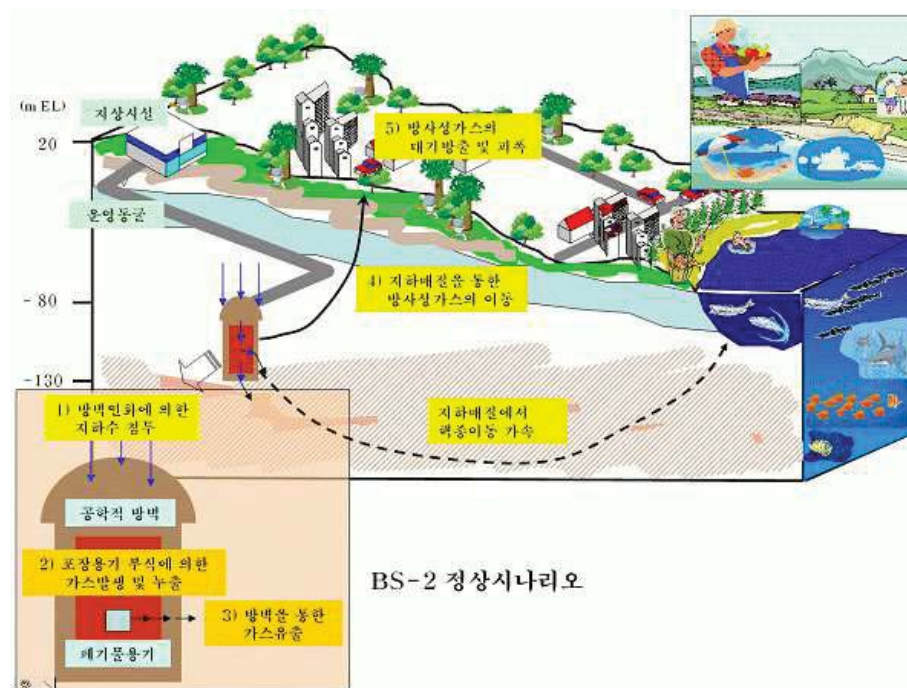 (m EL)
지상시설
20
5) 방사성가스의
대기방출 및 피폭
운영동굴
4) 지하매질을 통한
방사성가스의 이동
-80
-130
1) 방벽열화에 의한
지하수 침투
지하매질에서
핵종이동 가속
공학적 방벽
2) 포장용기 부식에 의한
가스발생 및 누출
BS-2 정상시나리오
3) 방벽을 통한
가스유출
폐기물용기